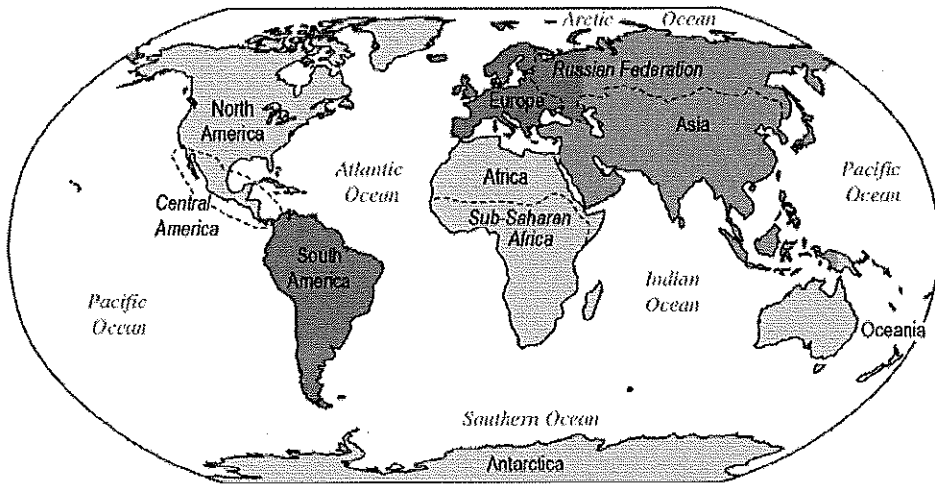 Arctic Ocean
Russian Federation
Europe
North
America
Asia
Atlantic
Ocean
Pacific
Ocean
Africa
Central
America
Sub-Saharan
Africa
South
America
Indian
Ocean
Pacific
Ocean
Oceania
Southern Ocean
Antarctica